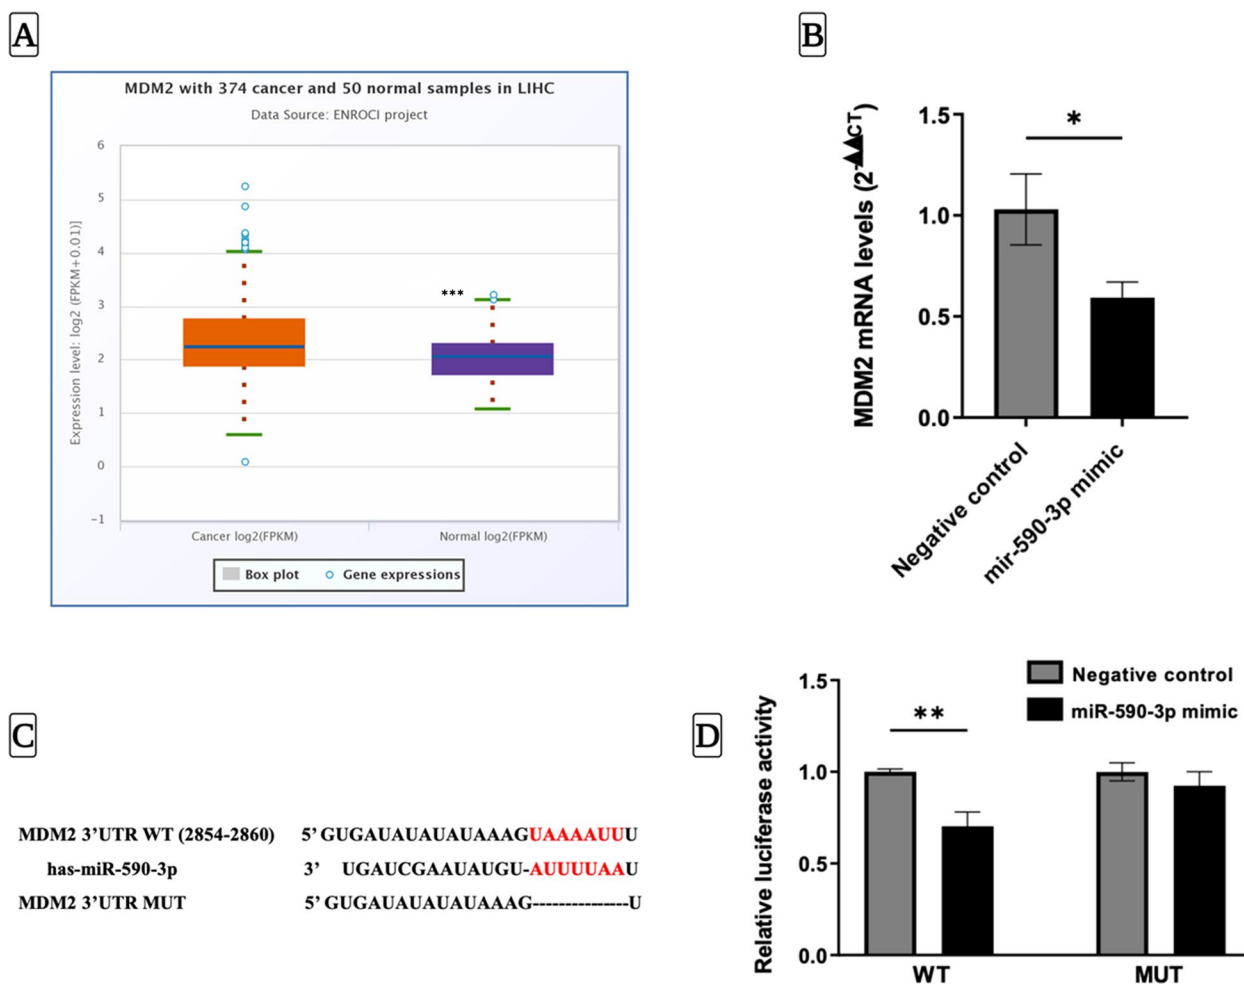 A
MDM2 with 374 cancer and 50 normal samples in LIHC
Data Source: ENROCI project
Expression level: log2 (FPKM+0.01)]
6
5
4
3
2
1
0
-1
***
Cancer log2(FPKM)
Normal log2(FPKM)
Box plot
Gene expressions
B
MDM2 mRNA levels (2-▲▲CT)
1.5
1.0
0.5
0.0
*
Negative control
mir-590-3p mimic
C
MDM2 3’UTR WT (2854-2860) 5’ GUGAUAUAUAUAAAGUAAAAUUU
has-miR-590-3p 3’ UGAUCGAAUAUGU-AUUUUAAU
MDM2 3’UTR MUT 5’ GUGAUAUAUAUAAAG---------------U
D
Relative luciferase activity
1.5
1.0
0.5
0.0
**
Negative control
miR-590-3p mimic
WT
MUT